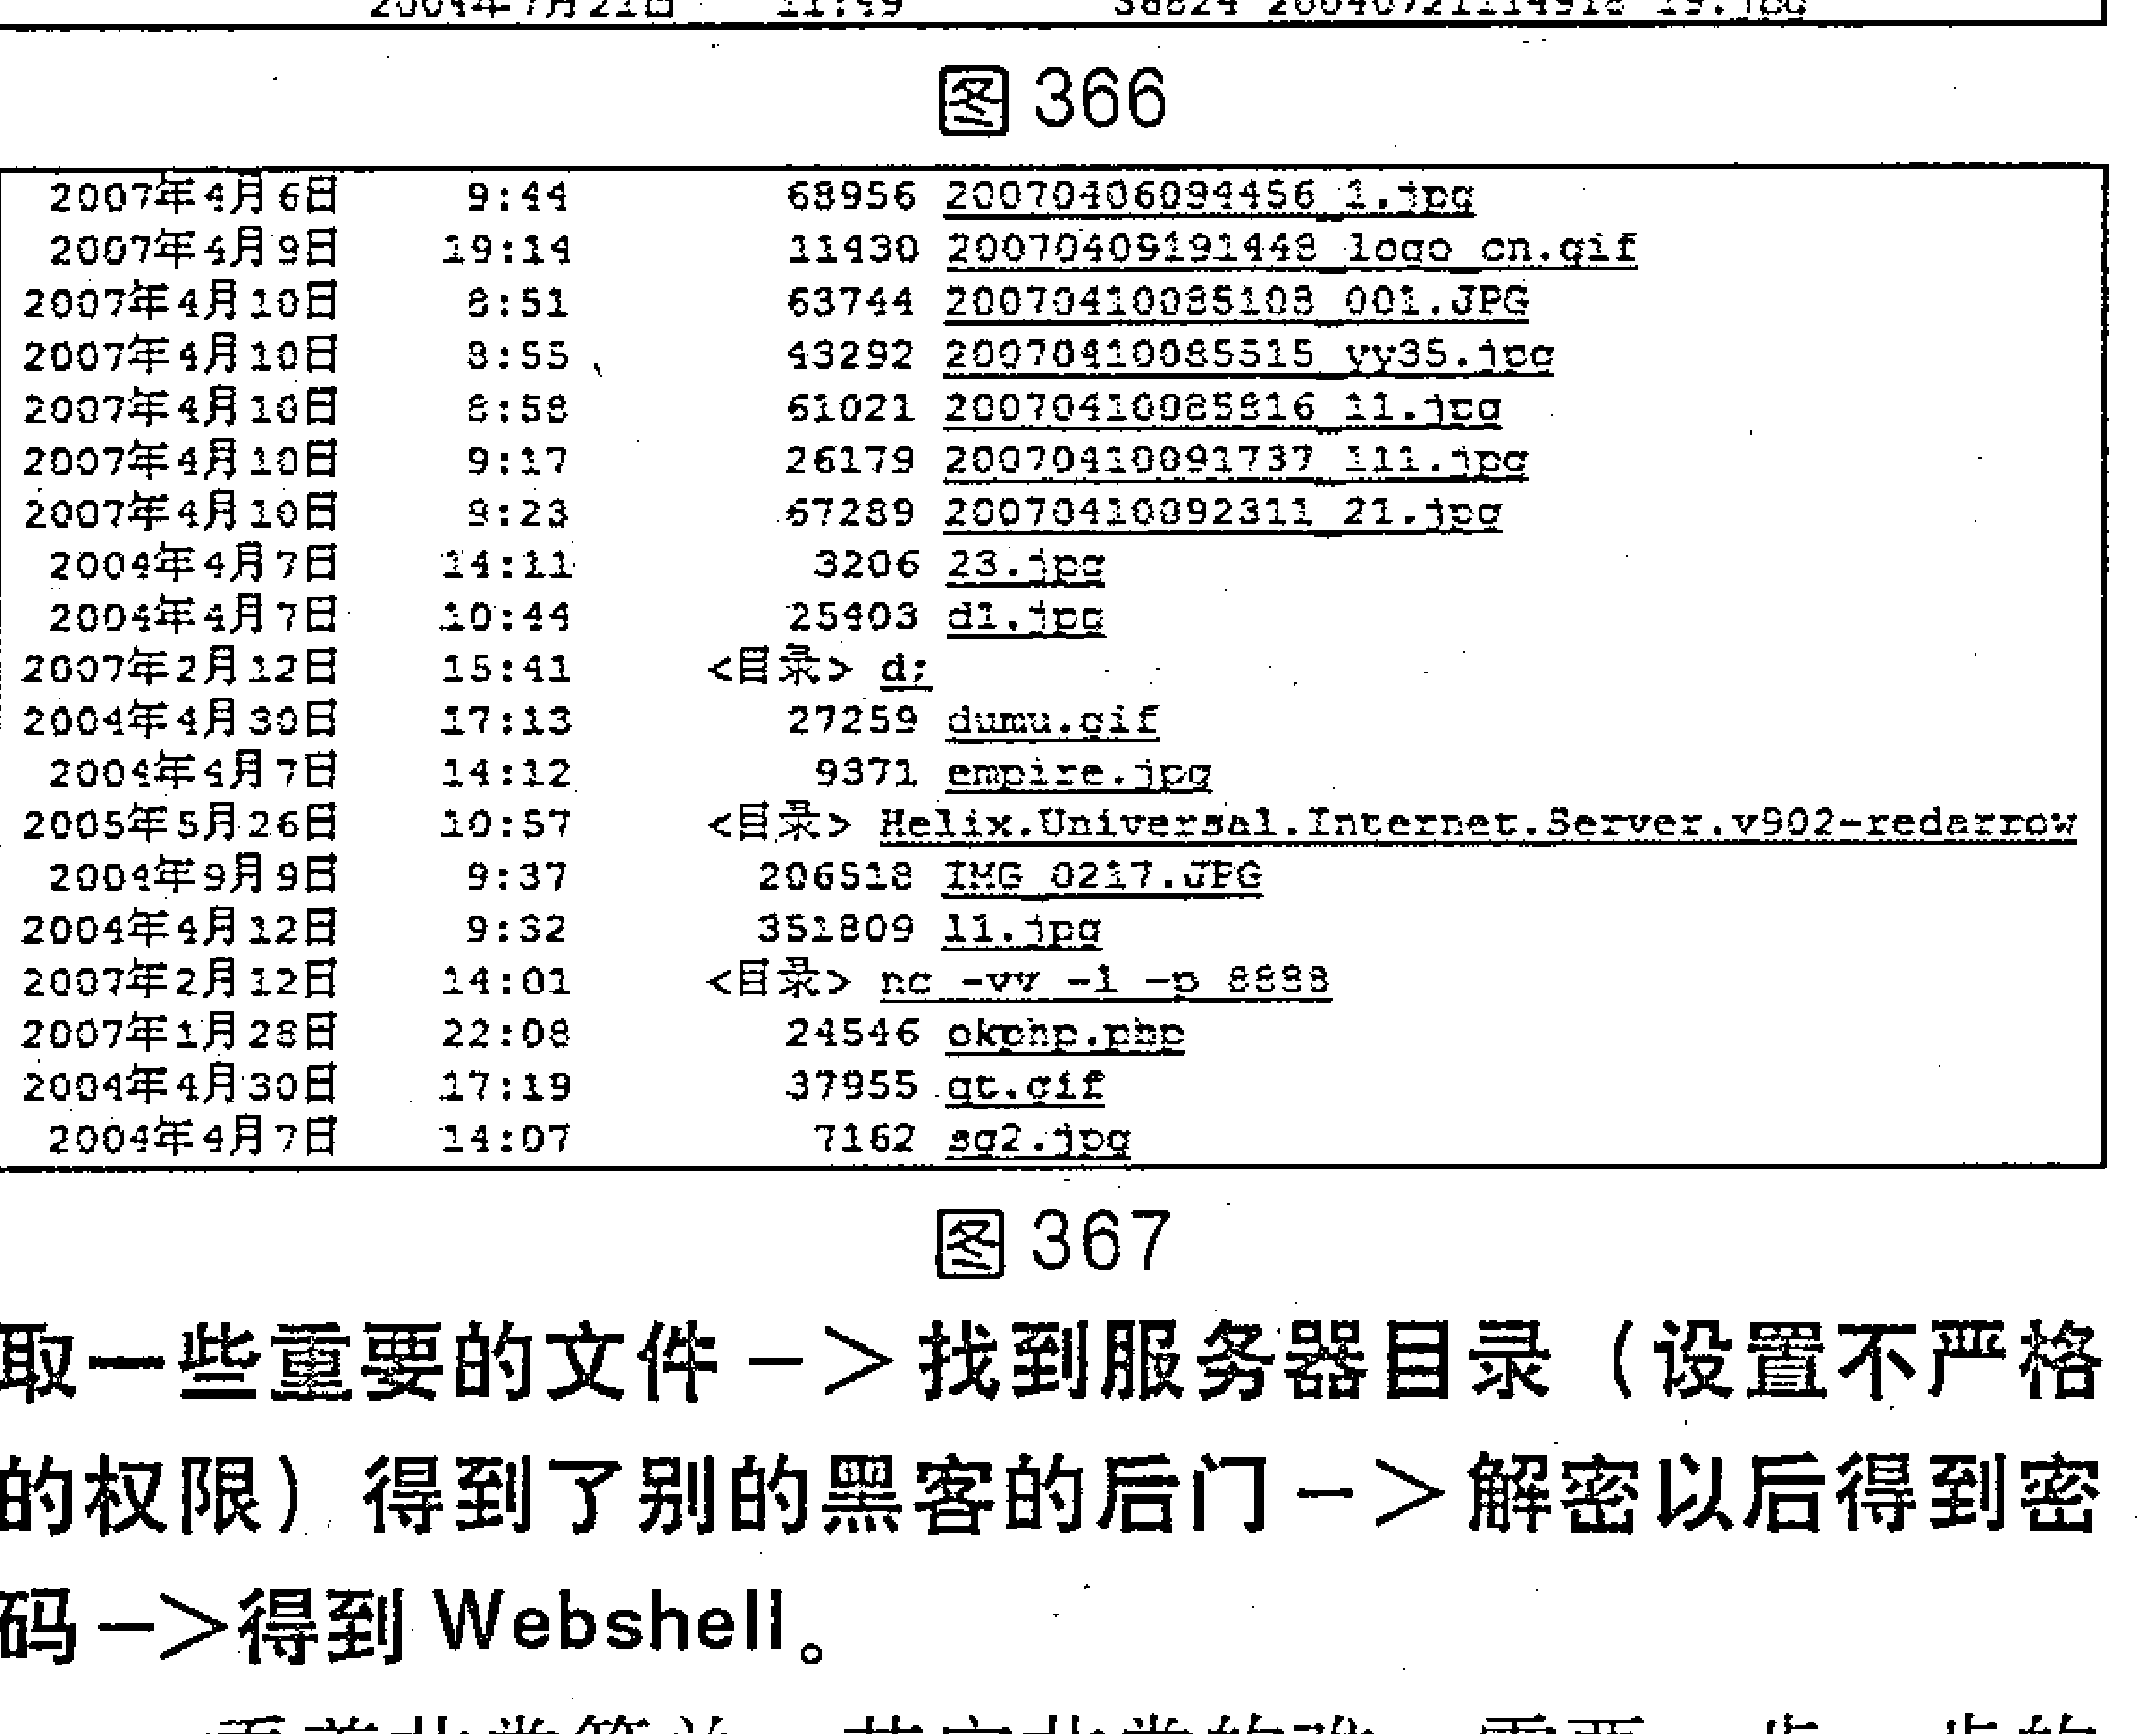 2004年7月21日 11:49 38824 20040721114918 19.jpg
图 366
2007年4月6日 9:44 68956 20070406094456_1.jpg
2007年4月9日 19:14 11430 20070409191448_logo_cn.gif
2007年4月10日 8:51 63744 20070410085108_001.JPG
2007年4月10日 8:55 43292 20070410085515_yy35.jpg
2007年4月10日 8:58 61021 20070410085816_11.jpg
2007年4月10日 9:17 26179 20070410091737_111.jpg
2007年4月10日 9:23 67289 20070410092311_21.jpg
2004年4月7日 14:11 3206 23.jpg
2004年4月7日 10:44 25403 d1.jpg
2007年2月12日 15:41 <目录> d;
2004年4月30日 17:13 27259 dumu.gif
2004年4月7日 14:12 9371 empire.jpg
2005年5月26日 10:57 <目录> Helix.Universal.Internet.Server.v902-redarrow
2004年9月9日 9:37 206518 IMG_0217.JPG
2004年4月12日 9:32 351809 ll.jpg
2007年2月12日 14:01 <目录> nc -vv -l -p 8888
2007年1月28日 22:08 24546 okphp.php
2004年4月30日 17:19 37955 qt.gif
2004年4月7日 14:07 7162 sg2.jpg
图 367
取一些重要的文件->找到服务器目录（设置不严格
的权限）得到了别的黑客的后门->解密以后得到密
码->得到 Webshell。